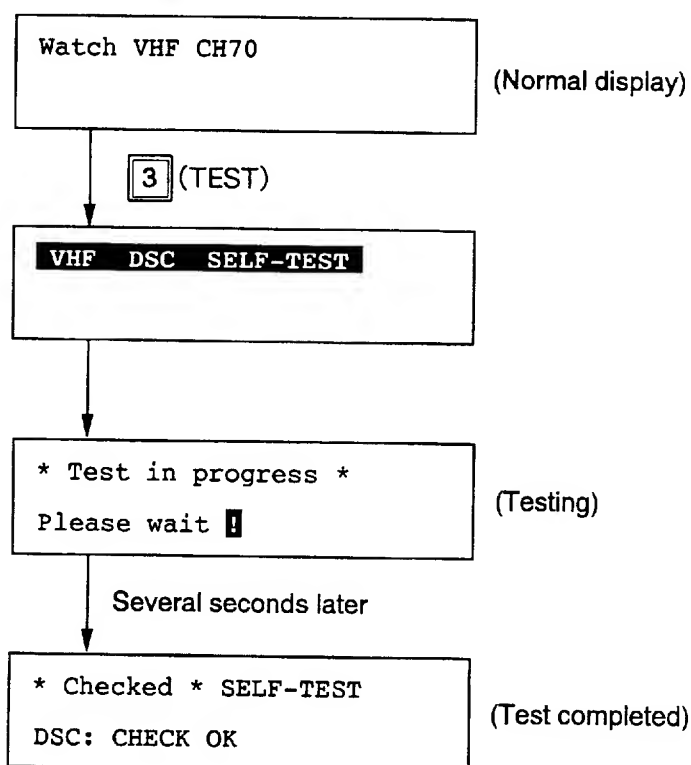 Watch VHF CH70
(Normal display)
3 (TEST)
VHF DSC SELF-TEST
* Test in progress *
Please wait !
(Testing)
Several seconds later
* Checked * SELF-TEST
DSC: CHECK OK
(Test completed)